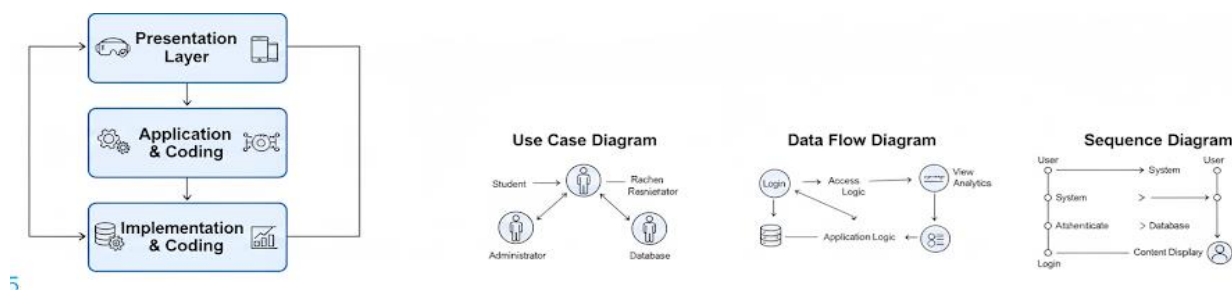 Presentation
Layer
Application
& Coding
Implementation
& Coding
5
Use Case Diagram
Student
Rachen
Resnietator
Administrator
Database
Data Flow Diagram
Login
Access
Logic
View
Analytics
Application Logic
Sequence Diagram
User
System
User
System
>
Atshenticate
> Database
Content Display
Login